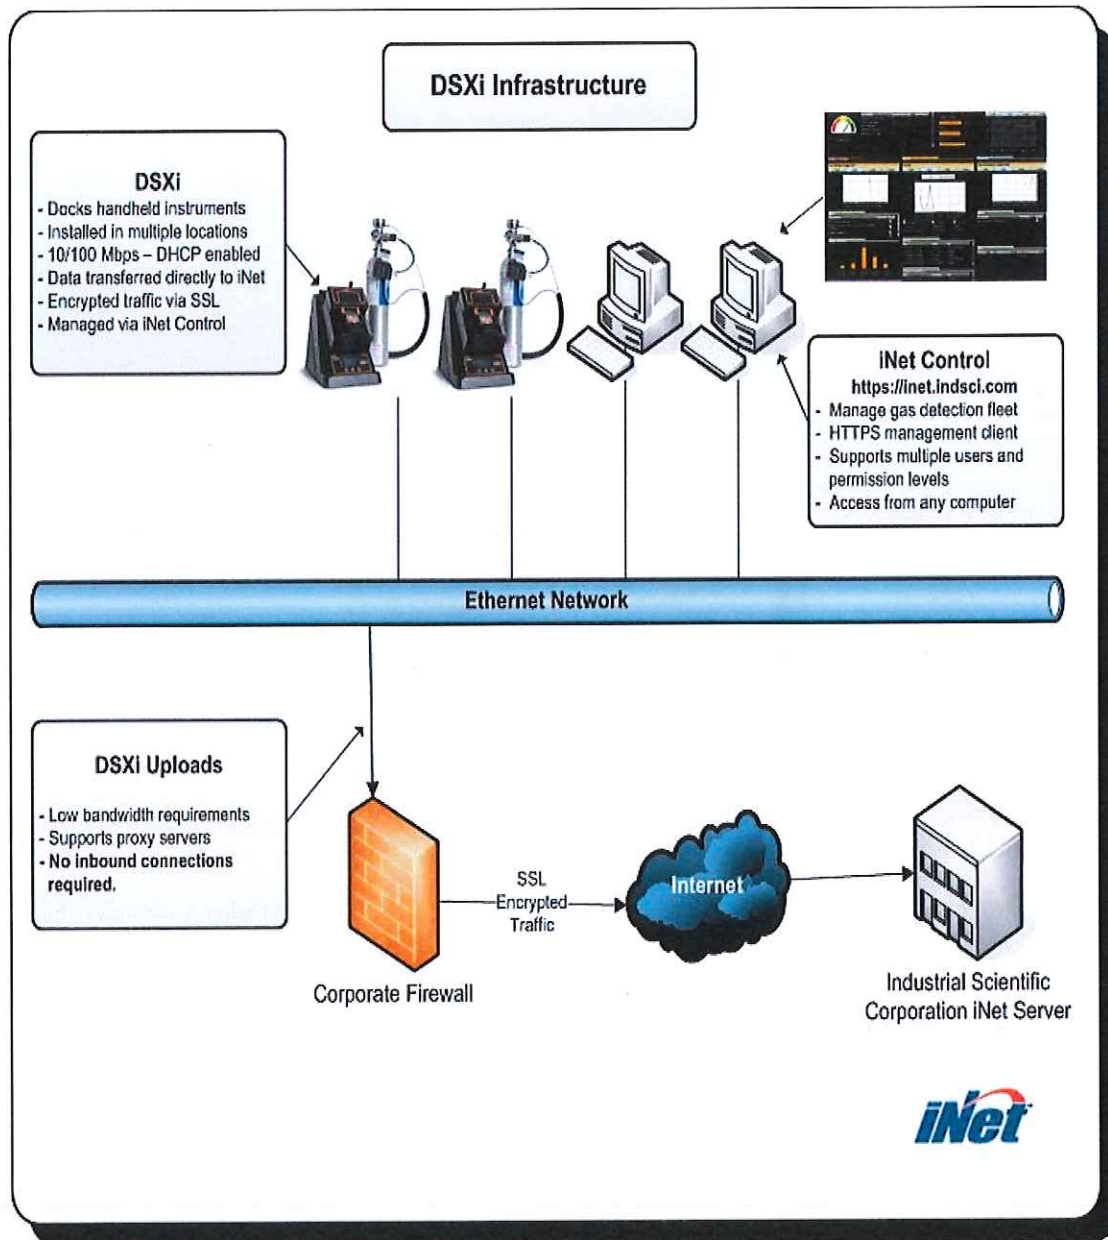 DSXi Infrastructure
DSXi
- Docks handheld instruments
- Installed in multiple locations
- 10/100 Mbps – DHCP enabled
- Data transferred directly to iNet
- Encrypted traffic via SSL
- Managed via iNet Control
iNet Control
https://inet.indsci.com
- Manage gas detection fleet
- HTTPS management client
- Supports multiple users and
permission levels
- Access from any computer
Ethernet Network
DSXi Uploads
- Low bandwidth requirements
- Supports proxy servers
- No inbound connections
required.
SSL
Encrypted
Traffic
Internet
Corporate Firewall
Industrial Scientific
Corporation iNet Server
iNet